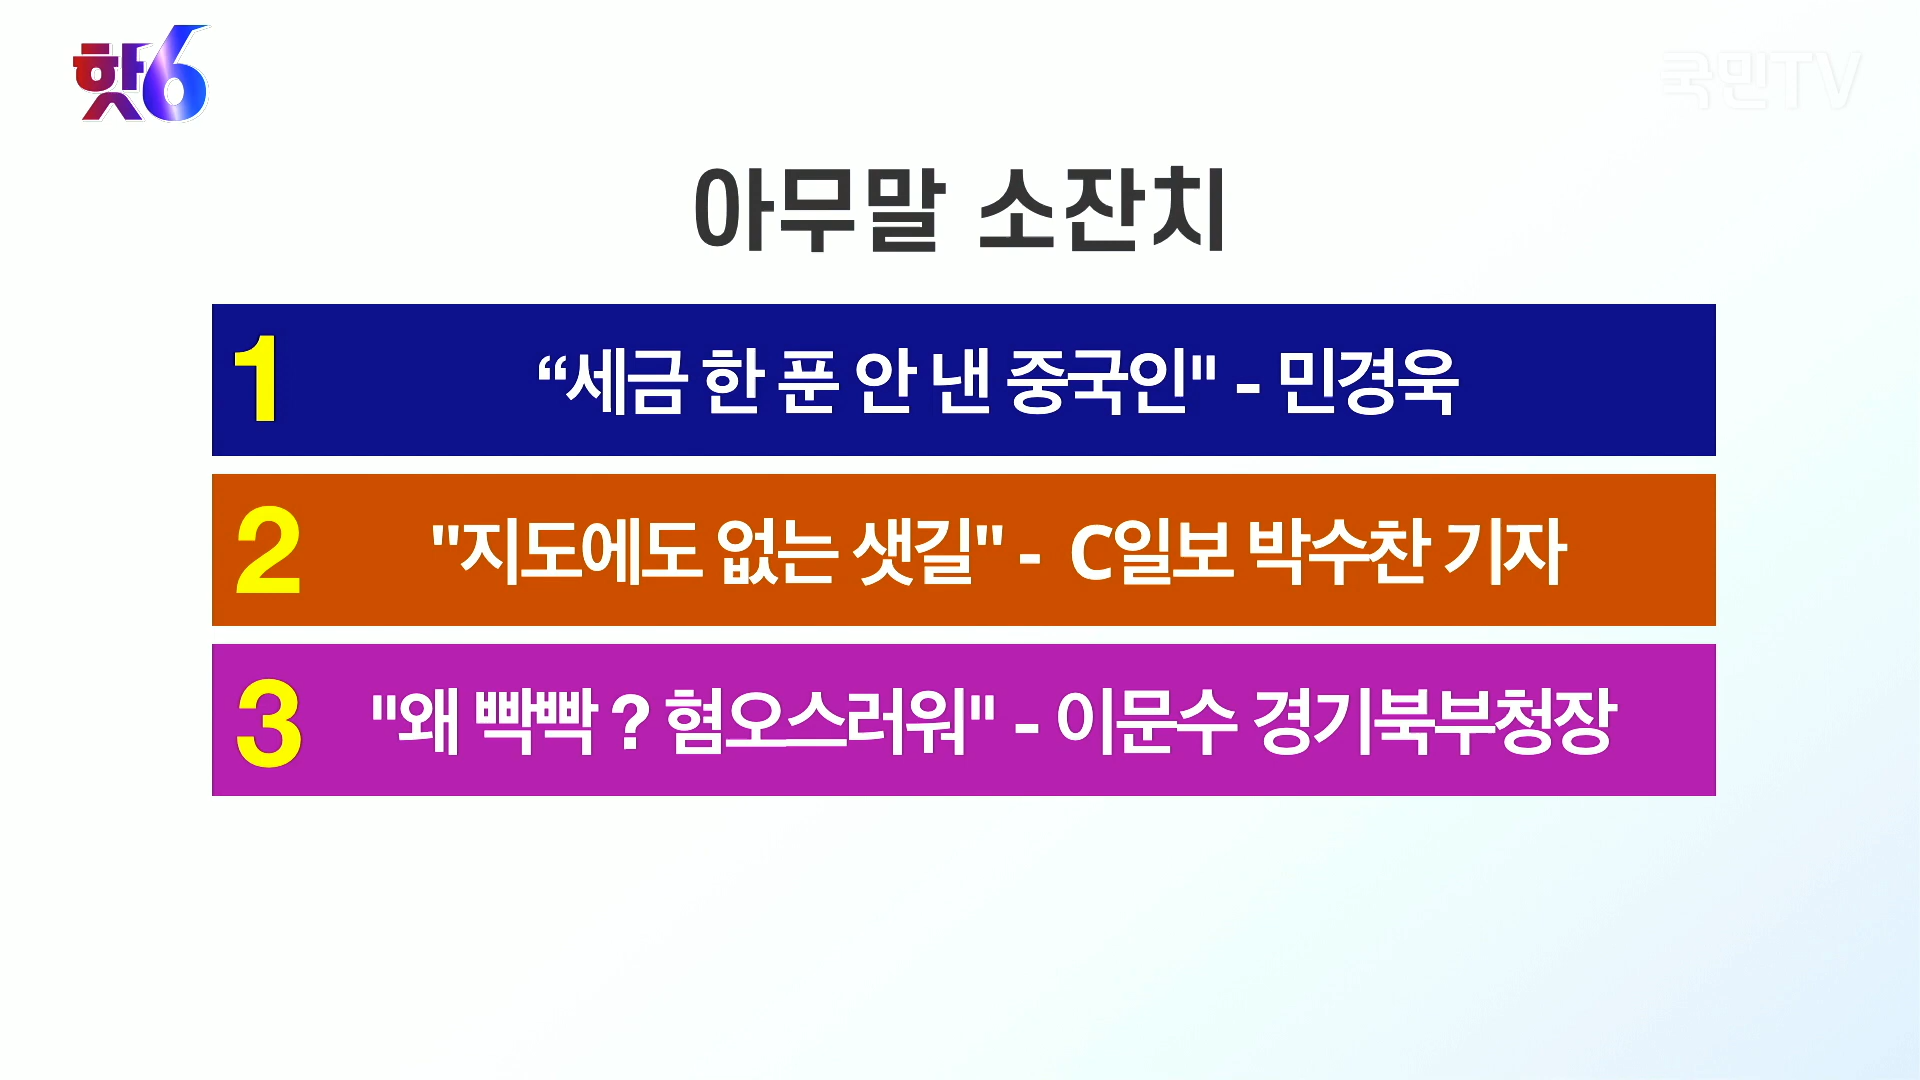 핫6
국민TV
아무말 소잔치
1 “세금 한 푼 안 낸 중국인" - 민경욱
2 "지도에도 없는 샛길" - C일보 박수찬 기자
3 "왜 빡빡 ? 혐오스러워" - 이문수 경기북부청장